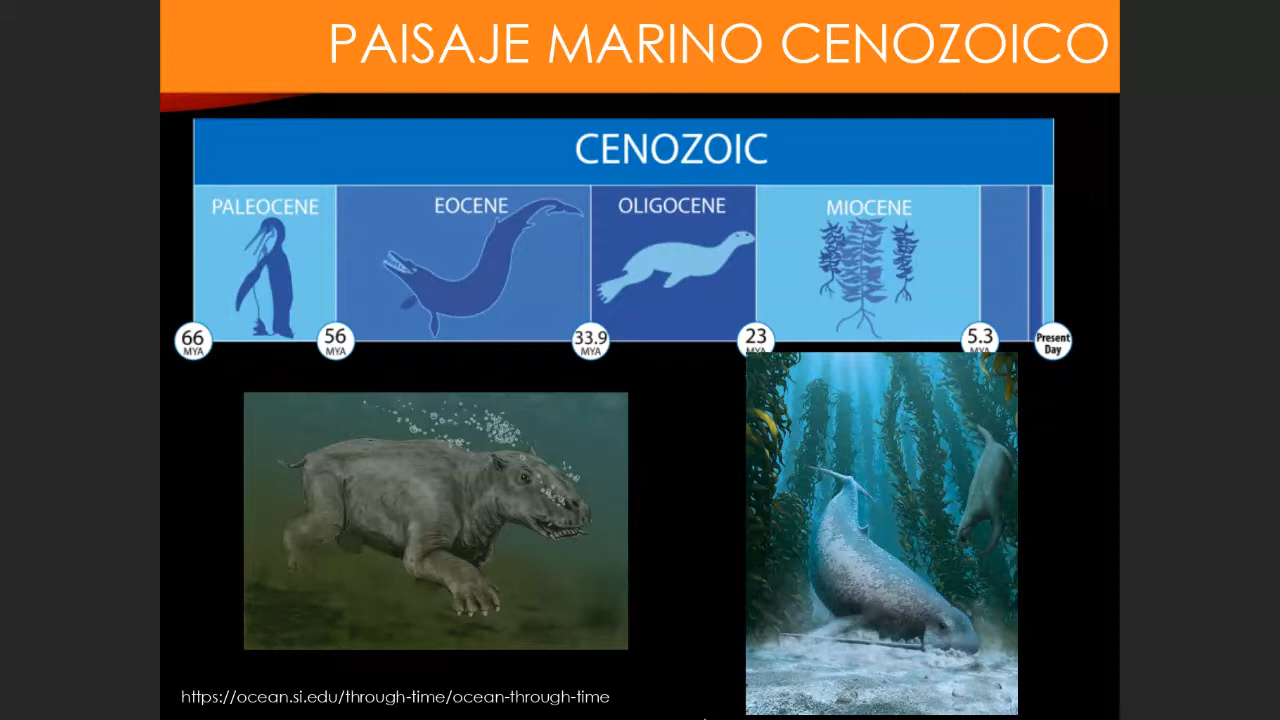 PAISAJE MARINO CENOZOICO
CENOZOIC
PALEOCENE
EOCENE
OLIGOCENE
MIOCENE
66
MYA
56
MYA
33.9
MYA
23
MYA
5.3
MYA
Present
Day
https://ocean.si.edu/through-time/ocean-through-time